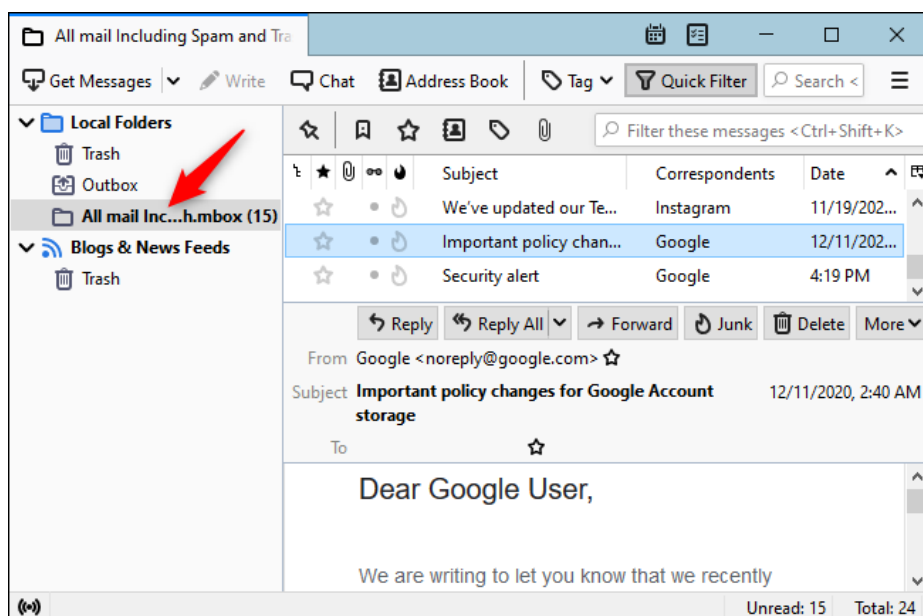 All mail Including Spam and Tra
Get Messages Write Chat Address Book Tag Quick Filter Search <
Local Folders
Trash
Outbox
All mail Inc...h.mbox (15)
Blogs & News Feeds
Trash
Filter these messages <Ctrl+Shift+K>
Subject Correspondents Date
We've updated our Te... Instagram 11/19/202...
Important policy chan... Google 12/11/202...
Security alert Google 4:19 PM
Reply Reply All Forward Junk Delete More
From Google <noreply@google.com>
Subject Important policy changes for Google Account 12/11/2020, 2:40 AM
storage
To
Dear Google User,
We are writing to let you know that we recently
Unread: 15 Total: 24